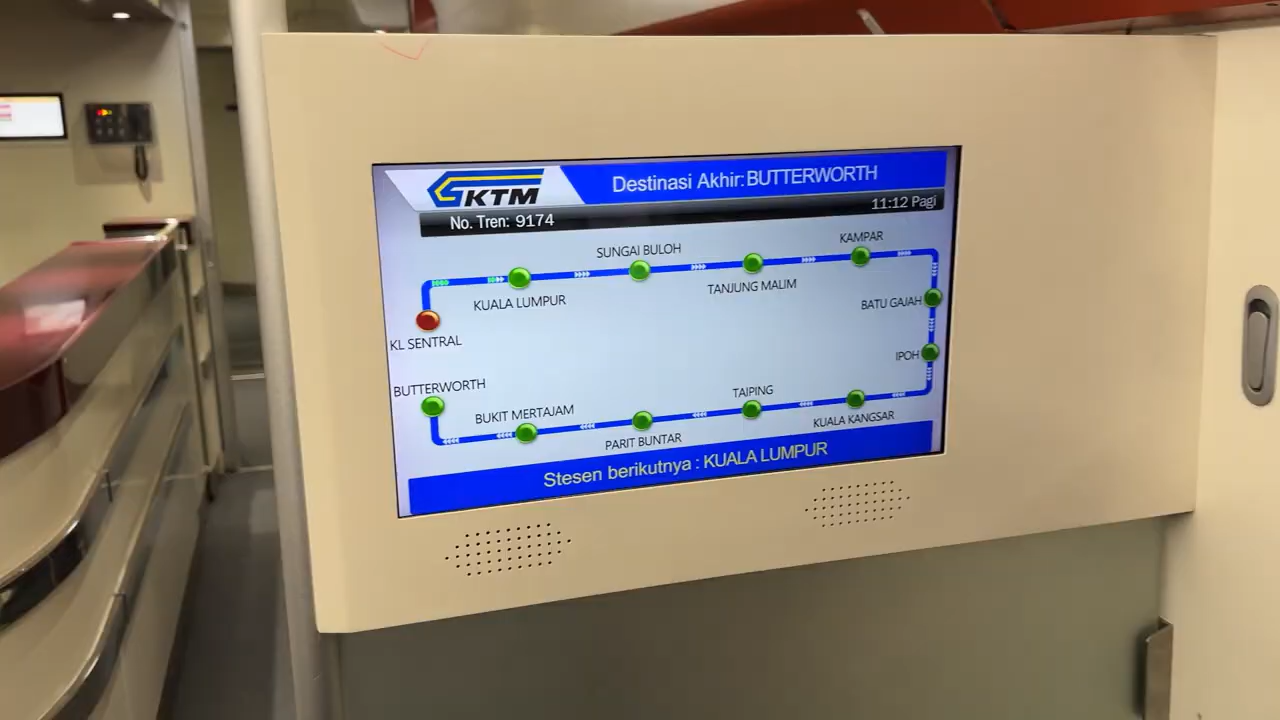 KTM
Destinasi Akhir: BUTTERWORTH
No. Tren: 9174
11:12 Pagi
KL SENTRAL
KUALA LUMPUR
SUNGAI BULOH
TANJUNG MALIM
KAMPAR
BATU GAJAH
IPOH
KUALA KANGSAR
TAIPING
PARIT BUNTAR
BUKIT MERTAJAM
BUTTERWORTH
Stesen berikutnya : KUALA LUMPUR